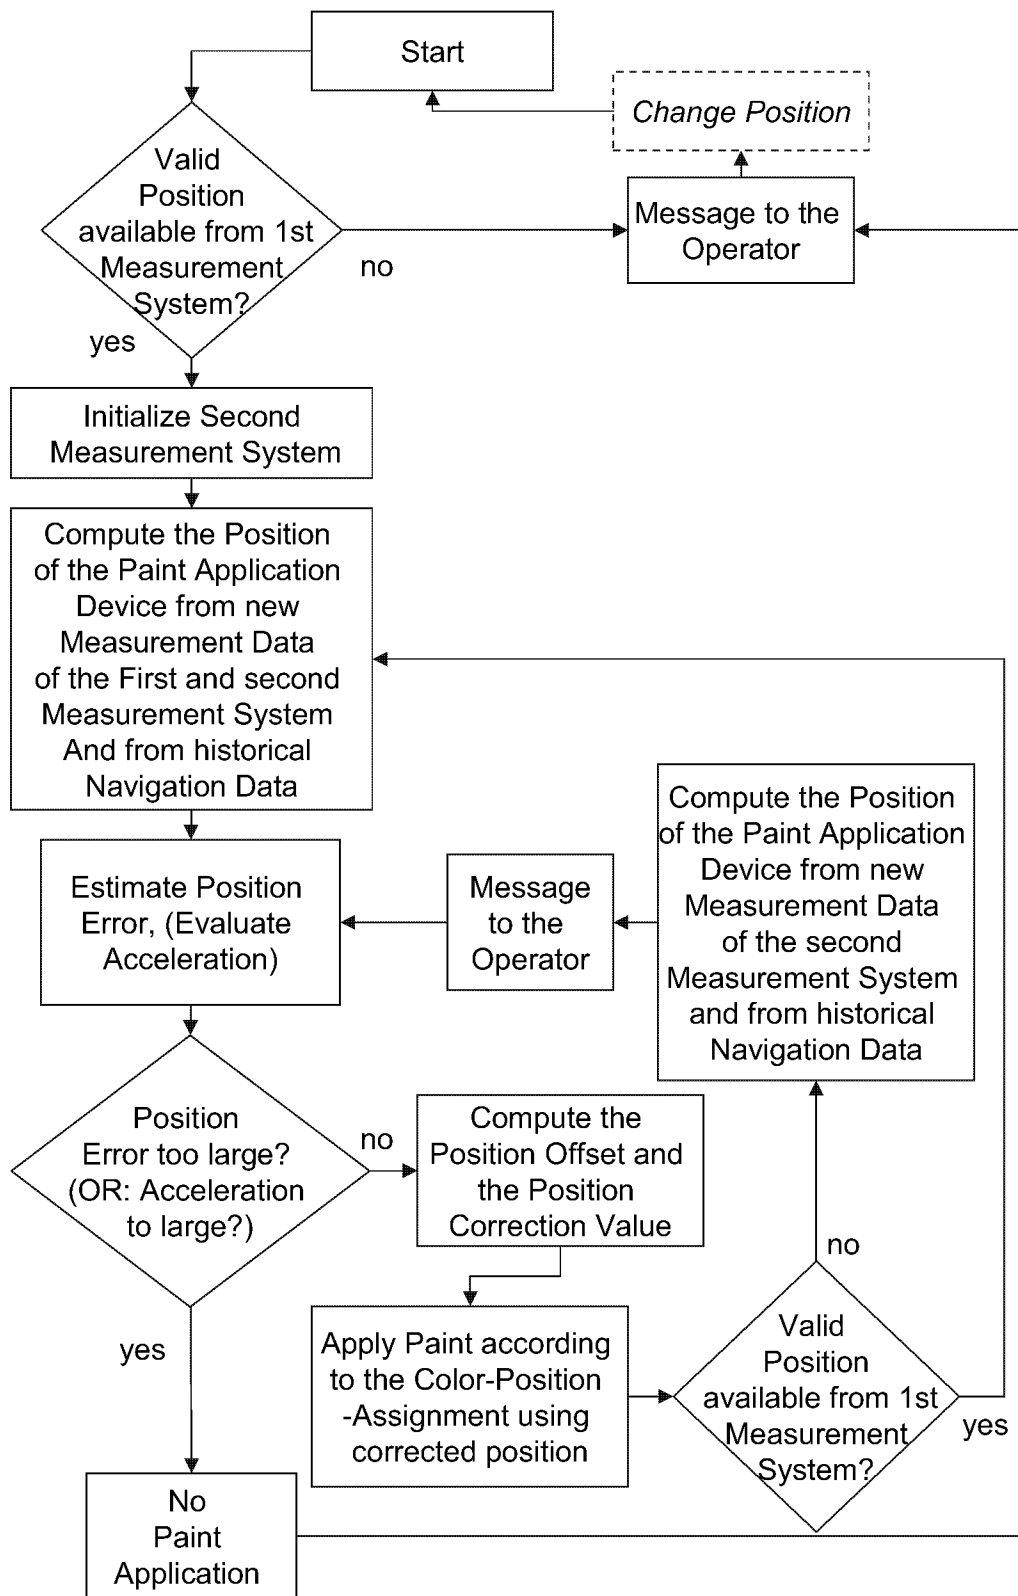 Start
Change Position
Valid
Position
available from 1st
Measurement
System?
Message to the
Operator
no
yes
Initialize Second
Measurement System
Compute the Position
of the Paint Application
Device from new
Measurement Data
of the First and second
Measurement System
And from historical
Navigation Data
Compute the Position
of the Paint Application
Device from new
Measurement Data
of the second
Measurement System
and from historical
Navigation Data
Estimate Position
Error, (Evaluate
Acceleration)
Message
to the
Operator
Position
Error too large?
(OR: Acceleration
to large?)
no
Compute the
Position Offset and
the Position
Correction Value
no
yes
Apply Paint according
to the Color-Position
-Assignment using
corrected position
Valid
Position
available from 1st
Measurement
System?
yes
No
Paint
Application